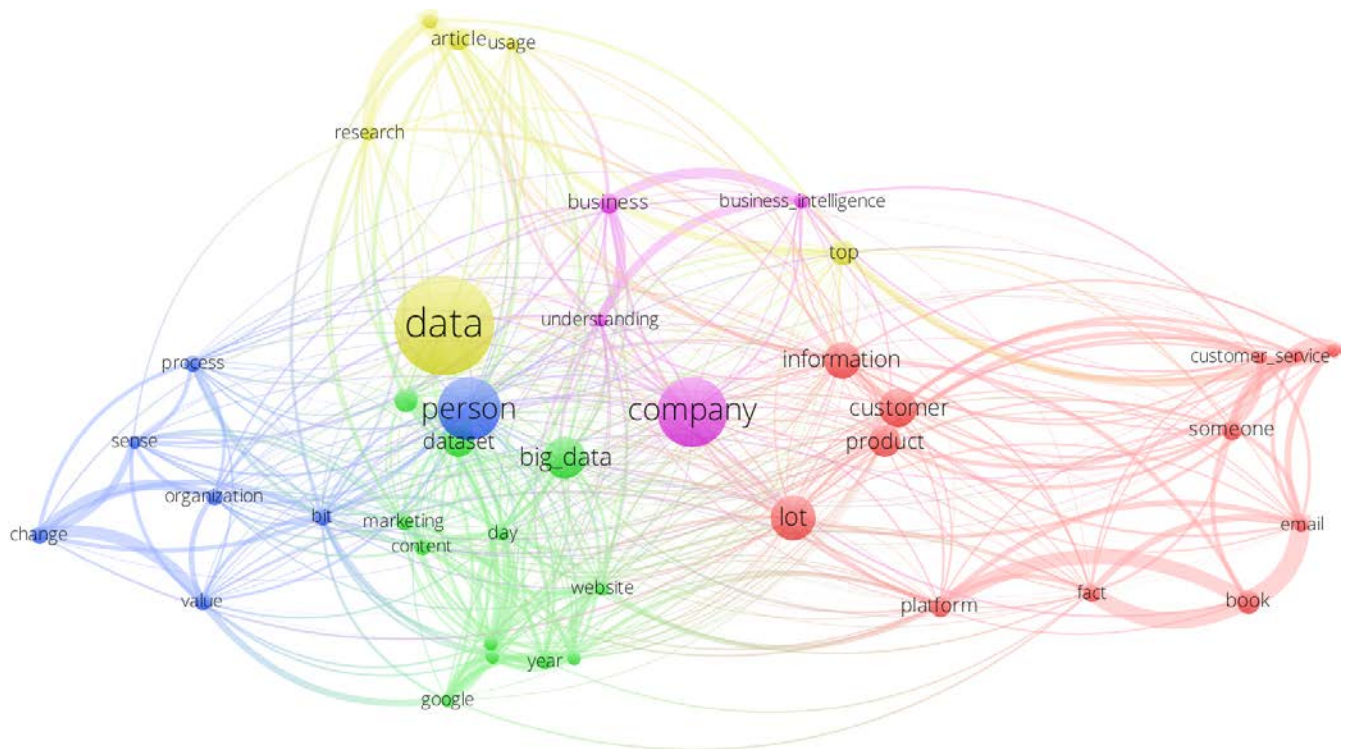 article
usage
research
business
business_intelligence
top
data
understanding
process
information
customer_service
person
company
customer
sense
dataset
big_data
product
someone
organization
bit
marketing
lot
change
content
day
email
value
website
platform
fact
book
year
google